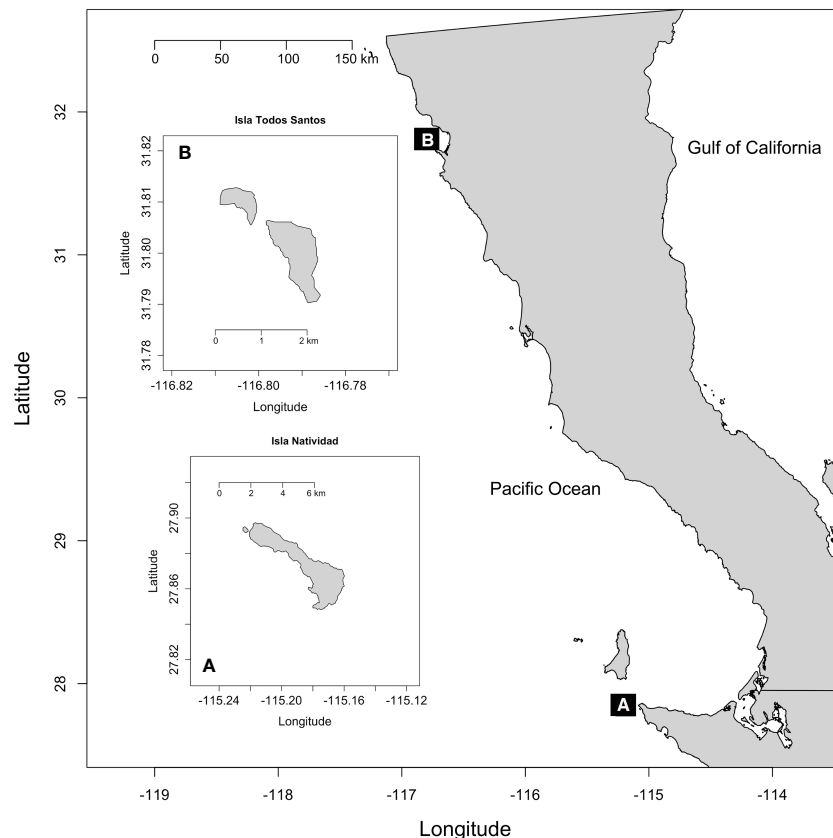 0 50 100 150 km
32
31
30
29
28
Latitude
-119 -118 -117 -116 -115 -114
Longitude
Gulf of California
Pacific Ocean
B
A
Isla Todos Santos
B
31.82
31.81
31.80
31.79
31.78
Latitude
0 1 2 km
-116.82 -116.80 -116.78
Longitude
Isla Natividad
0 2 4 6 km
27.90
27.86
27.82
Latitude
A
-115.24 -115.20 -115.16 -115.12
Longitude